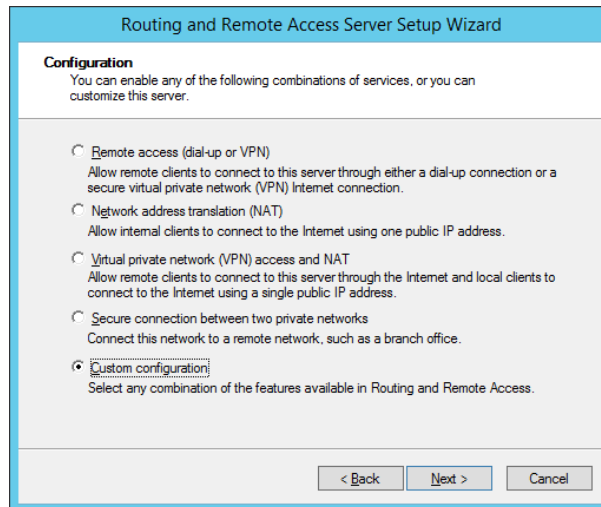 Routing and Remote Access Server Setup Wizard
Configuration
You can enable any of the following combinations of services, or you can
customize this server.
Remote access (dial-up or VPN)
Allow remote clients to connect to this server through either a dial-up connection or a
secure virtual private network (VPN) Internet connection.
Network address translation (NAT)
Allow internal clients to connect to the Internet using one public IP address.
Virtual private network (VPN) access and NAT
Allow remote clients to connect to this server through the Internet and local clients to
connect to the Internet using a single public IP address.
Secure connection between two private networks
Connect this network to a remote network, such as a branch office.
Custom configuration
Select any combination of the features available in Routing and Remote Access.
< Back Next > Cancel